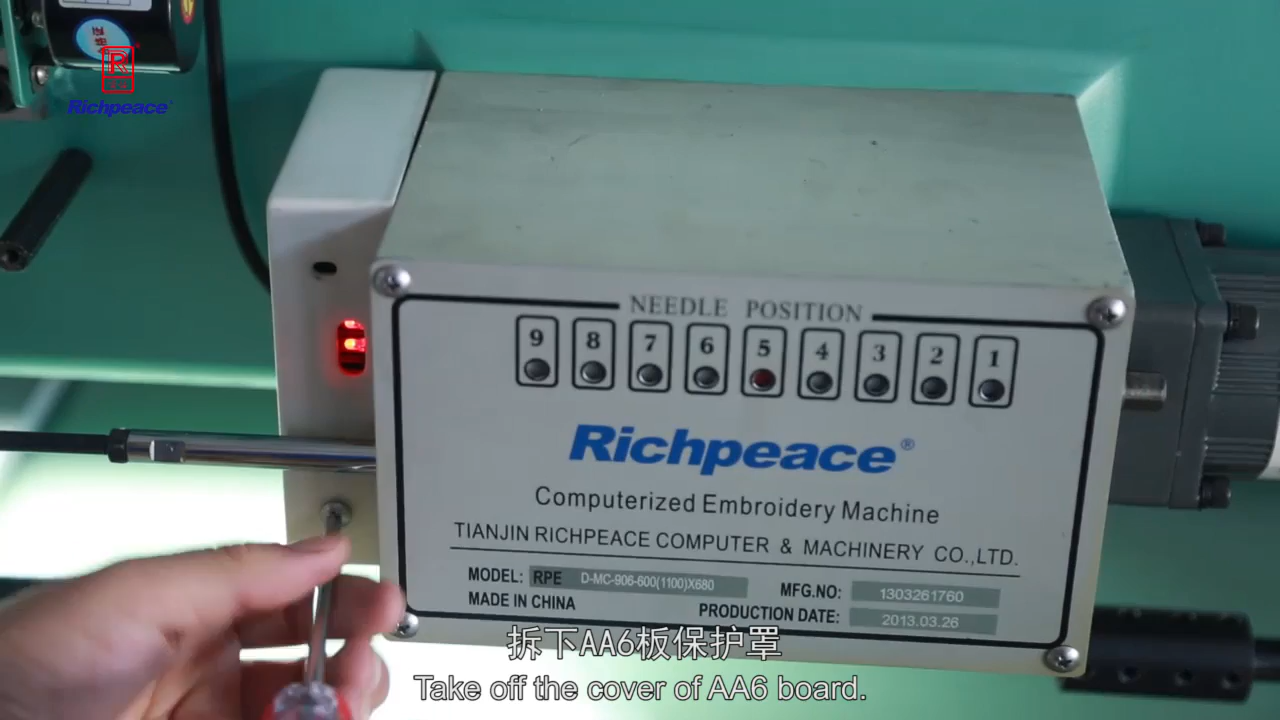 Richpeace
NEEDLE POSITION
9 8 7 6 5 4 3 2 1
Richpeace®
Computerized Embroidery Machine
TIANJIN RICHPEACE COMPUTER & MACHINERY CO.,LTD.
MODEL: RPE D-MC-906-600(1100)X680
MFG.NO: 1303261760
MADE IN CHINA
PRODUCTION DATE: 2013.03.26
拆下AA6板保护罩
Take off the cover of AA6 board.